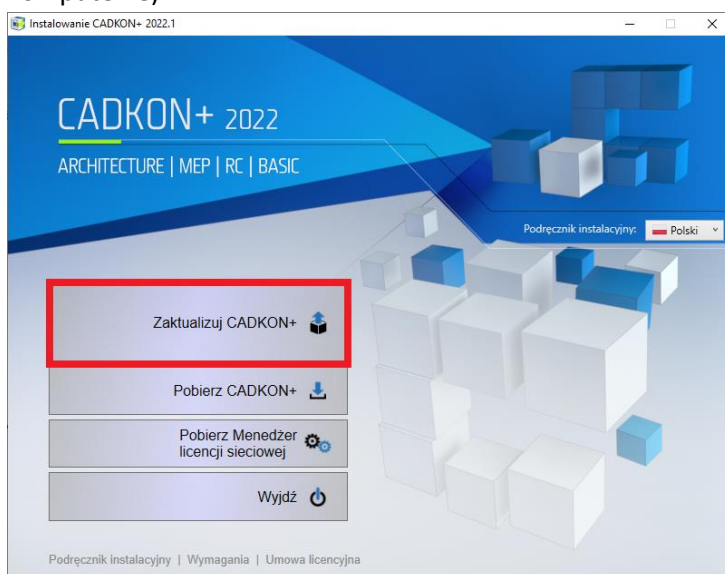 Instalowanie CADKON+ 2022.1
CADKON+ 2022
ARCHITECTURE | MEP | RC | BASIC
Podręcznik instalacyjny:
Polski
Zaktualizuj CADKON+
Pobierz CADKON+
Pobierz Menedżer
licencji sieciowej
Wyjdź
Podręcznik instalacyjny | Wymagania | Umowa licencyjna